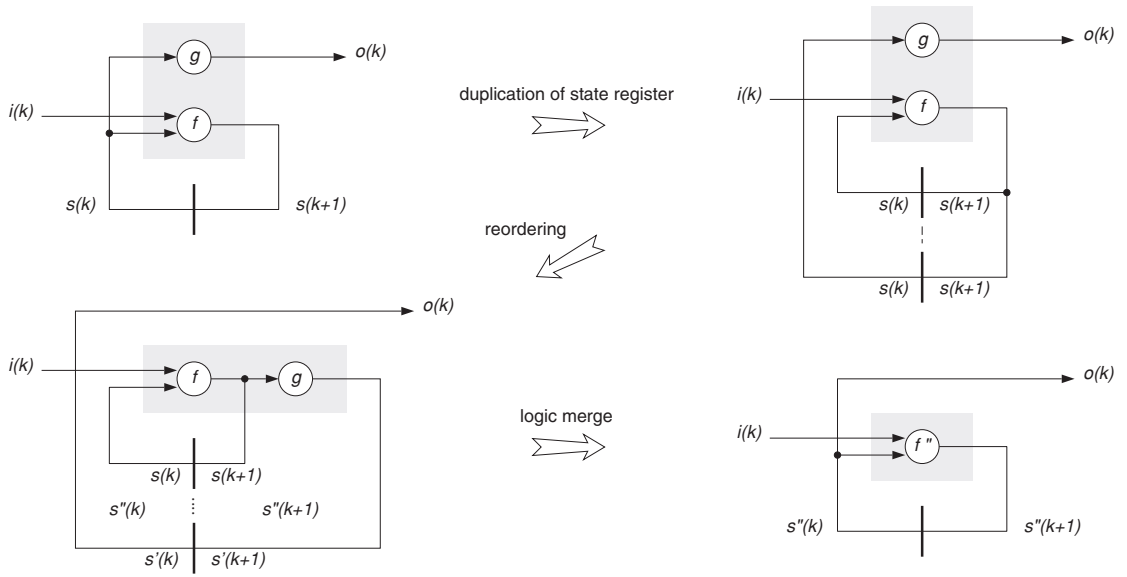 g
o(k)
i(k)
f
s(k)
s(k+1)
duplication of state register
g
o(k)
i(k)
f
s(k)
s(k+1)
s(k)
s(k+1)
reordering
o(k)
i(k)
f
g
s(k)
s(k+1)
s"(k)
s"(k+1)
s'(k)
s'(k+1)
logic merge
o(k)
i(k)
f "
s"(k)
s"(k+1)